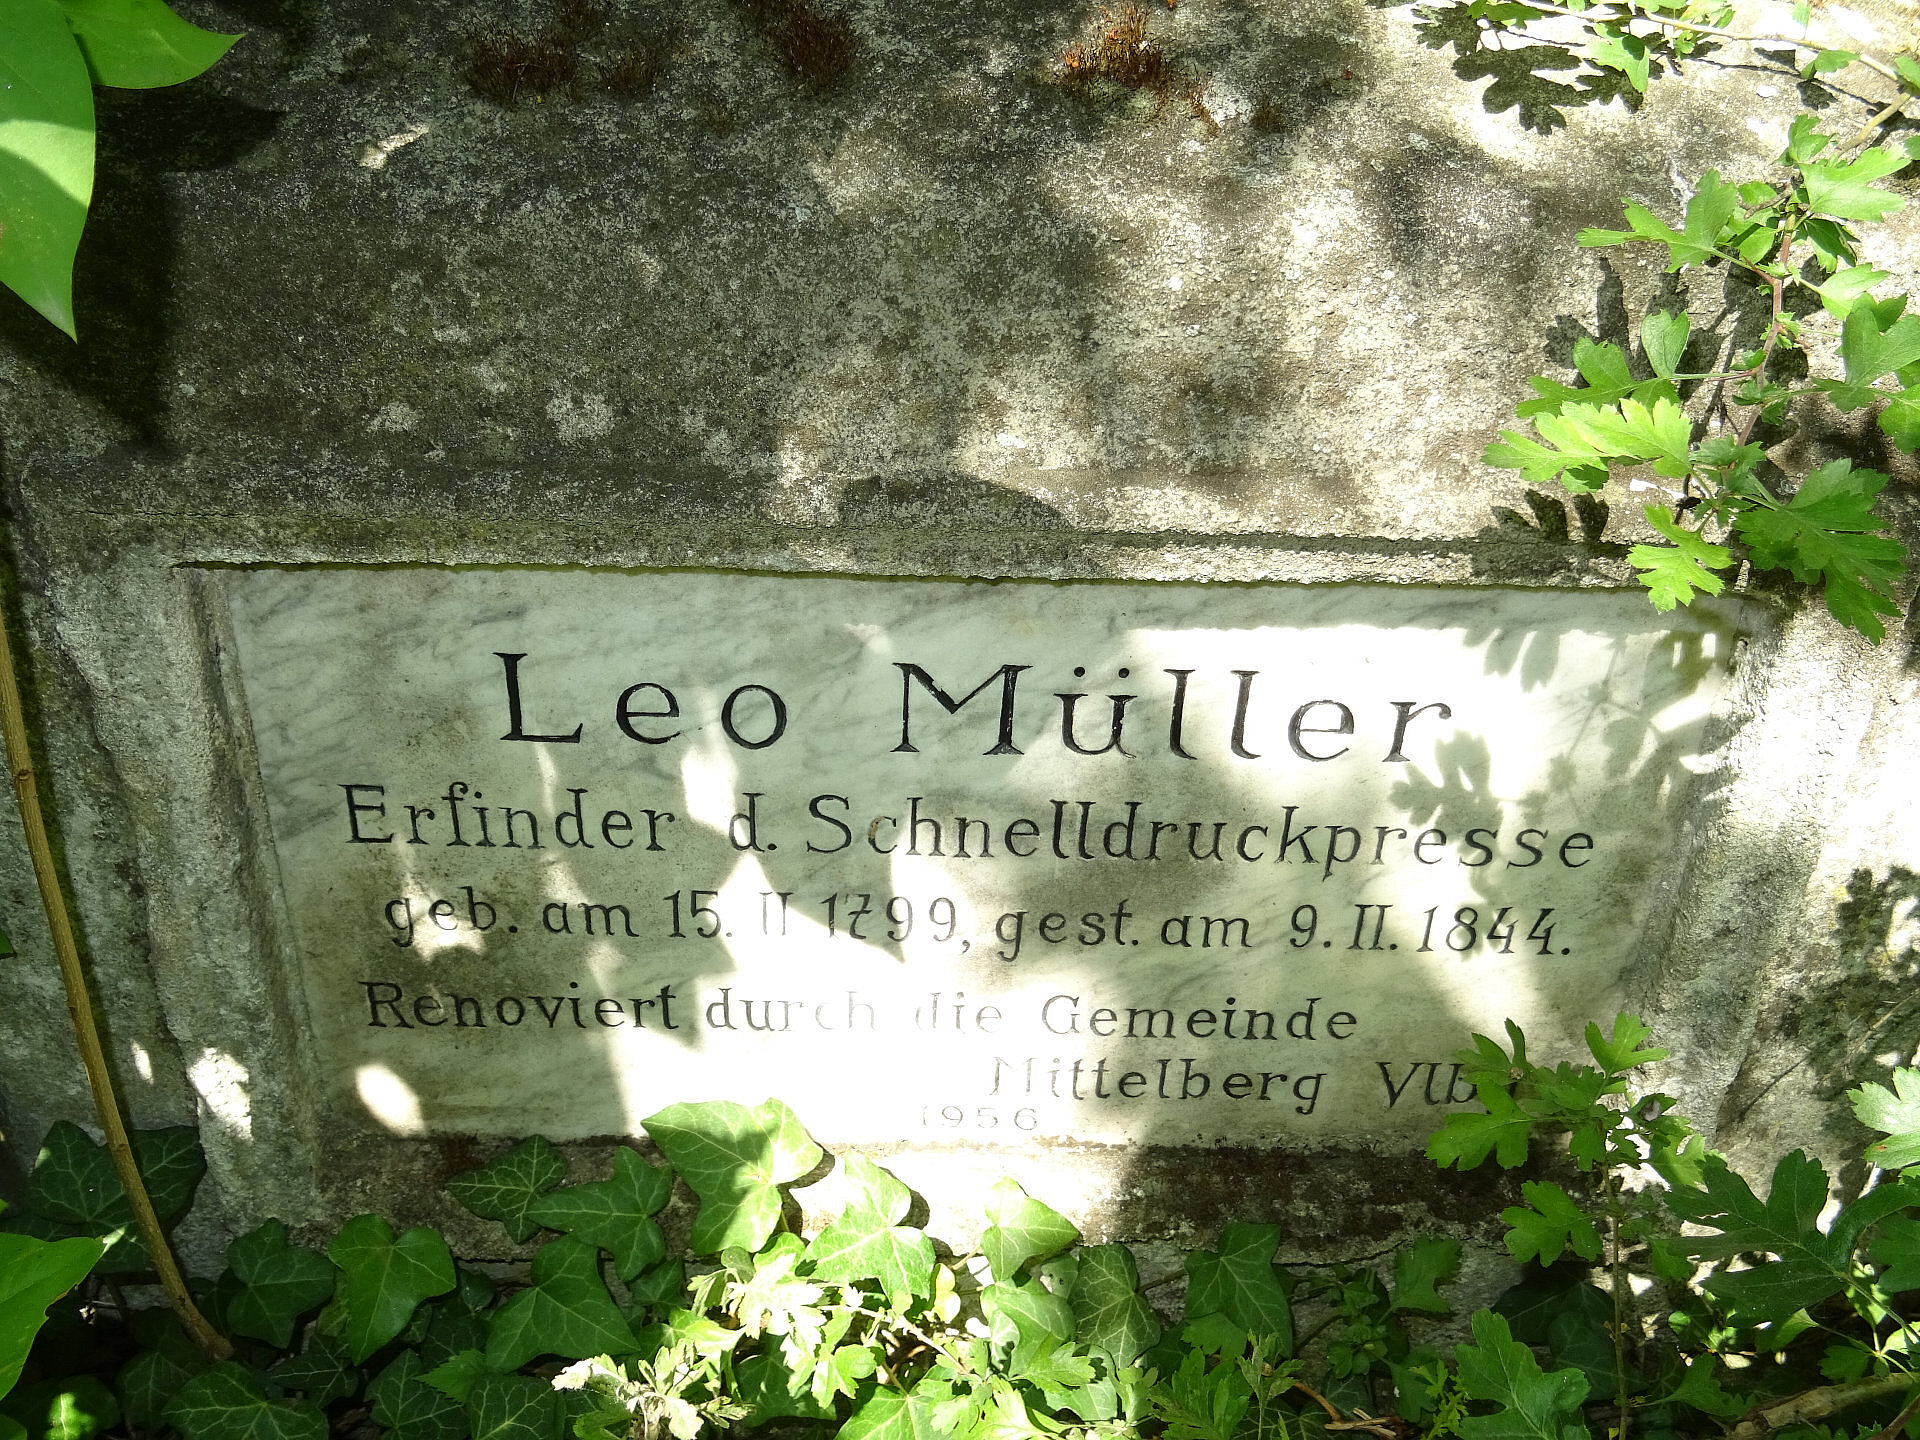 Leo Müller
Erfinder d. Schnelldruckpresse
geb. am 15. II 1799, gest. am 9. II. 1844.
Renoviert durch die Gemeinde
Mittelberg Vlb
1956